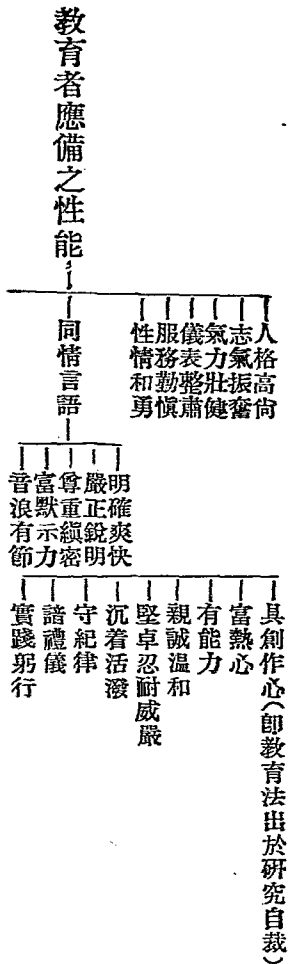 教育者應備之性能
人格高尙
志氣振奮
氣力壯健
儀表整肅
服務勤愼
性情和勇
同情言語
明確爽快
嚴正銳明
尊重縝密
富默示力
音浪有節
具創作心（卽教育法出於硏究自裁）
富熱心
有能力
親誠溫和
堅卓忍耐威嚴
沉着活潑
守紀律
諳禮儀
實踐躬行